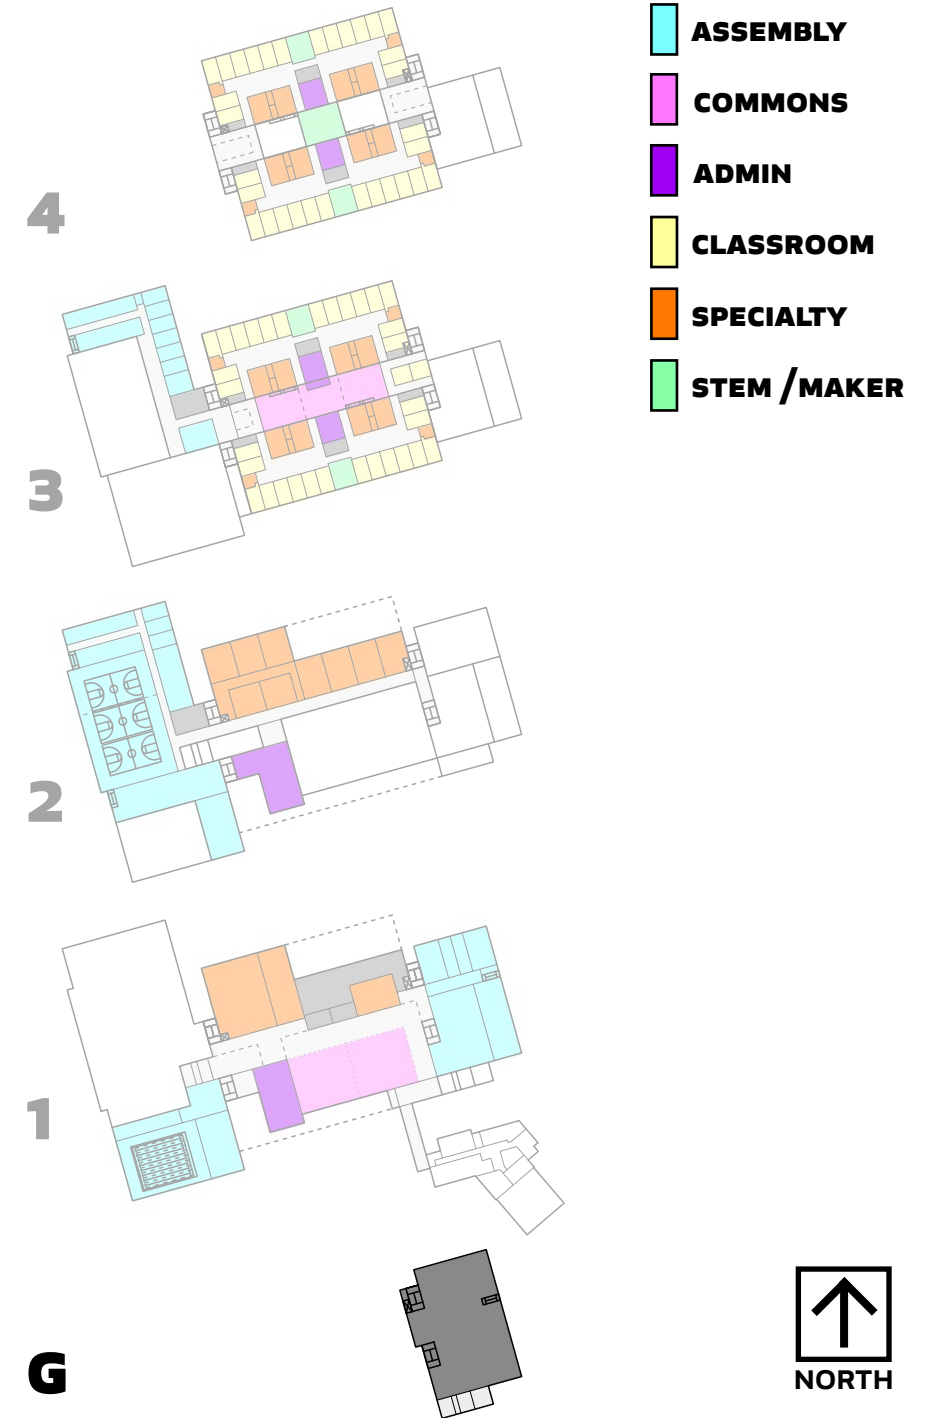 ASSEMBLY
COMMONS
ADMIN
CLASSROOM
SPECIALTY
STEM /MAKER
4
3
2
1
G
NORTH